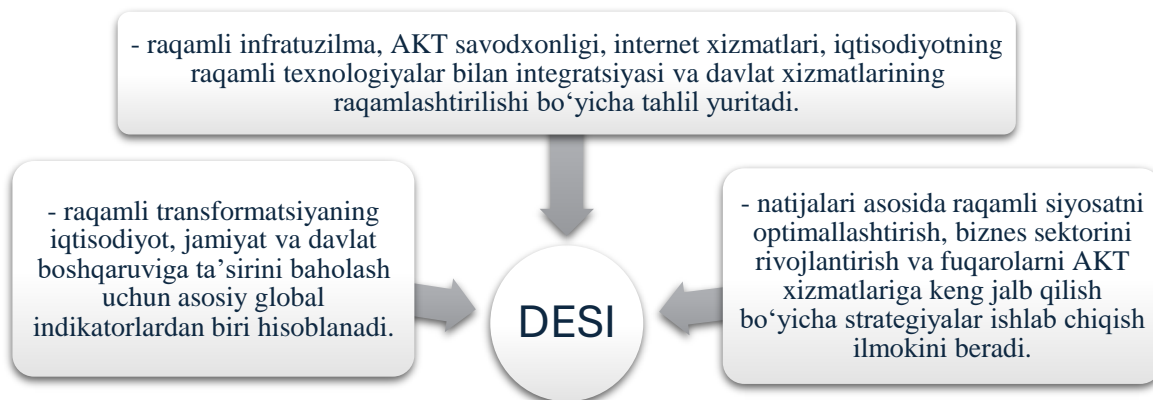 - raqamli infratuzilma, AKT savodxonligi, internet xizmatlari, iqtisodiyotning
raqamli texnologiyalar bilan integratsiyasi va davlat xizmatlarining
raqamlashtirilishi bo‘yicha tahlil yuritadi.
- raqamli transformatsiyaning
iqtisodiyot, jamiyat va davlat
boshqaruviga ta’sirini baholash
uchun asosiy global
indikatorlardan biri hisoblanadi.
DESI
- natijalari asosida raqamli siyosatni
optimallashtirish, biznes sektorini
rivojlantirish va fuqarolarni AKT
xizmatlariga keng jalb qilish
bo‘yicha strategiyalar ishlab chiqish
ilmokini beradi.